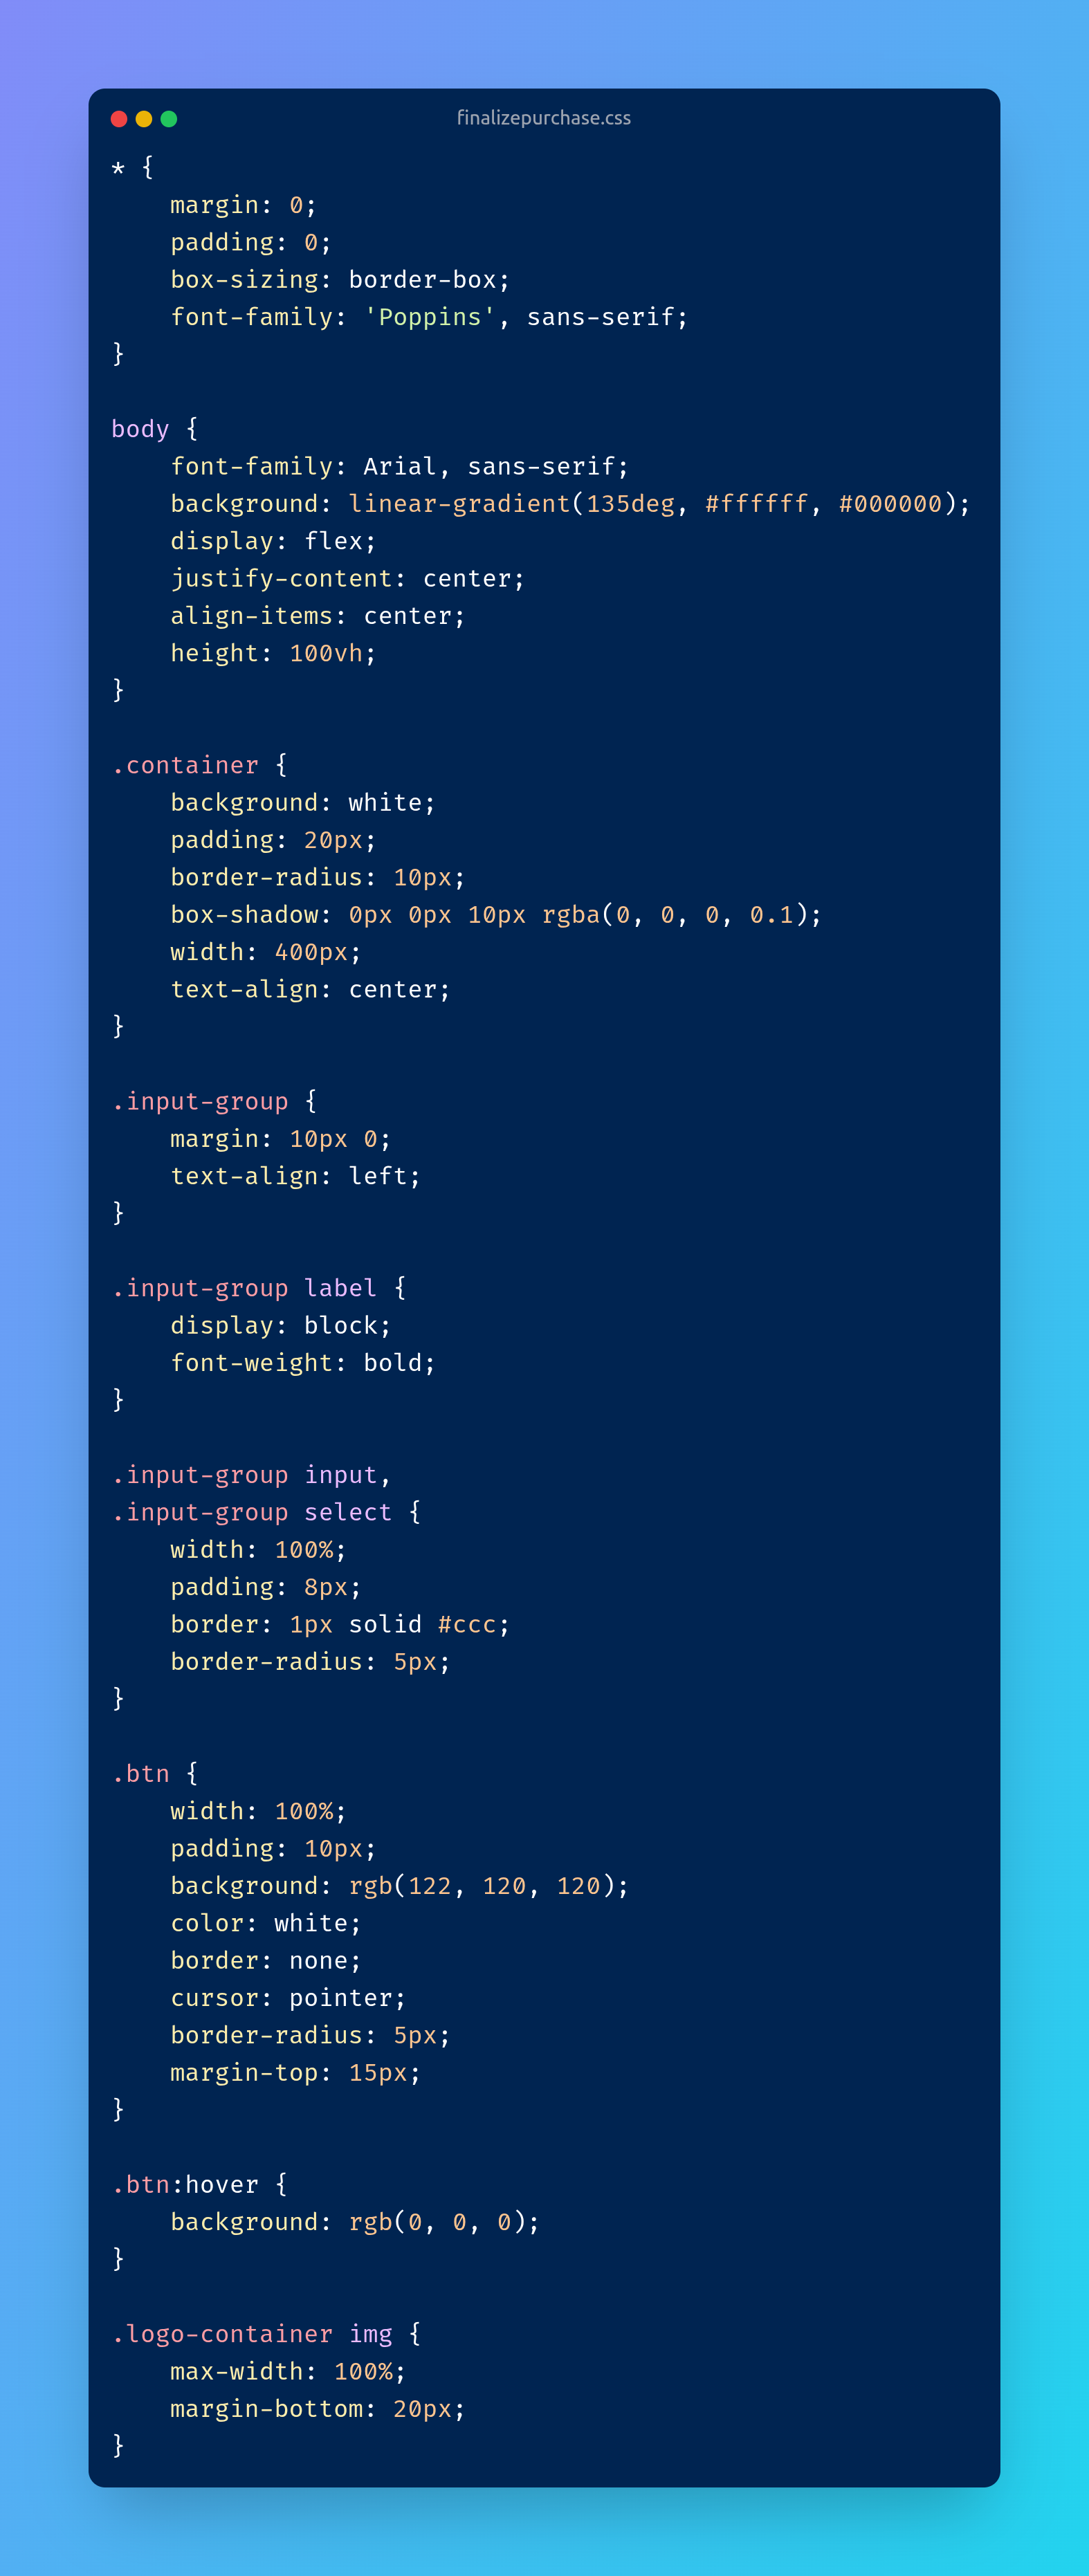 finalizepurchase.css
* {
    margin: 0;
    padding: 0;
    box-sizing: border-box;
    font-family: 'Poppins', sans-serif;
}

body {
    font-family: Arial, sans-serif;
    background: linear-gradient(135deg, #ffffff, #000000);
    display: flex;
    justify-content: center;
    align-items: center;
    height: 100vh;
}

.container {
    background: white;
    padding: 20px;
    border-radius: 10px;
    box-shadow: 0px 0px 10px rgba(0, 0, 0, 0.1);
    width: 400px;
    text-align: center;
}

.input-group {
    margin: 10px 0;
    text-align: left;
}

.input-group label {
    display: block;
    font-weight: bold;
}

.input-group input,
.input-group select {
    width: 100%;
    padding: 8px;
    border: 1px solid #ccc;
    border-radius: 5px;
}

.btn {
    width: 100%;
    padding: 10px;
    background: rgb(122, 120, 120);
    color: white;
    border: none;
    cursor: pointer;
    border-radius: 5px;
    margin-top: 15px;
}

.btn:hover {
    background: rgb(0, 0, 0);
}

.logo-container img {
    max-width: 100%;
    margin-bottom: 20px;
}